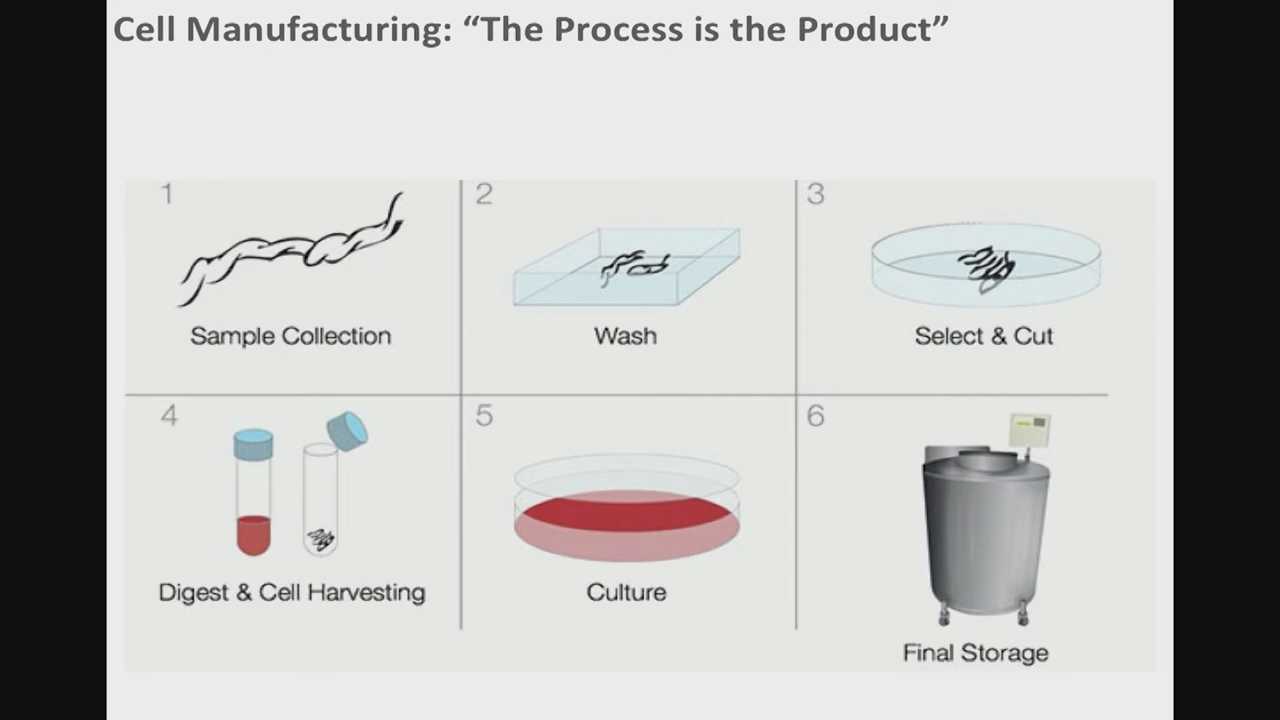 Cell Manufacturing: “The Process is the Product”
1
2
3
Sample Collection
Wash
Select & Cut
4
5
6
Digest & Cell Harvesting
Culture
Final Storage